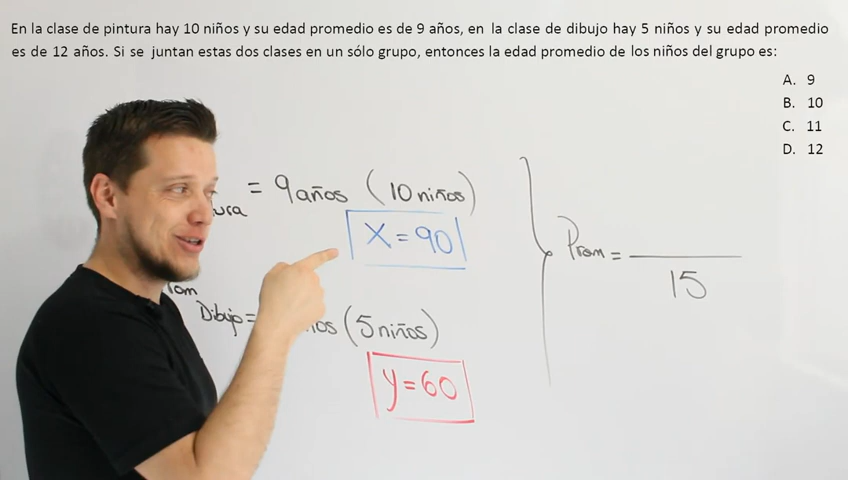 En la clase de pintura hay 10 niños y su edad promedio es de 9 años, en la clase de dibujo hay 5 niños y su edad promedio
es de 12 años. Si se juntan estas dos clases en un sólo grupo, entonces la edad promedio de los niños del grupo es:
A. 9
B. 10
C. 11
D. 12
= 9 años (10 niños)
x = 90
Dibujo = (5 niños)
y = 60
Prom =
15